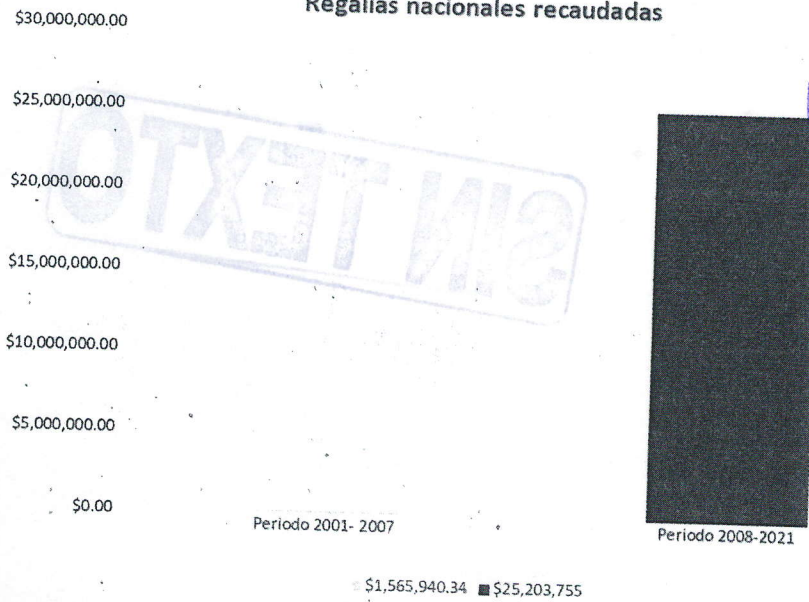 Regalías nacionales recaudadas
$30,000,000.00
$25,000,000.00
$20,000,000.00
$15,000,000.00
$10,000,000.00
$5,000,000.00
$0.00
SIN TEXTO
Periodo 2001- 2007
Periodo 2008-2021
$1,565,940.34 $25,203,755